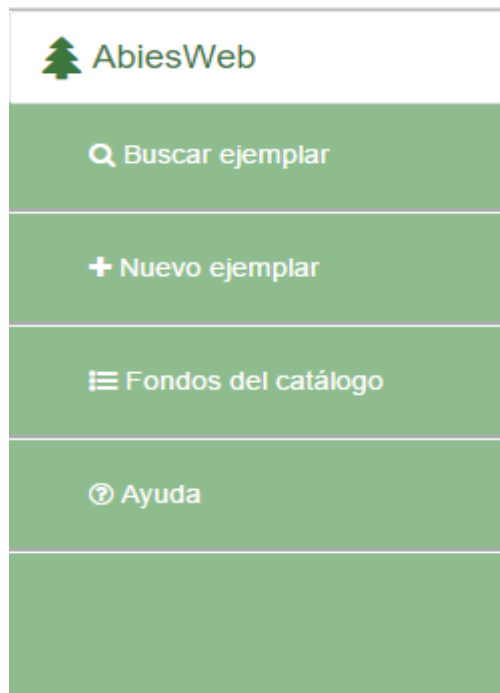 AbiesWeb
Buscar ejemplar
Nuevo ejemplar
Fondos del catálogo
Ayuda